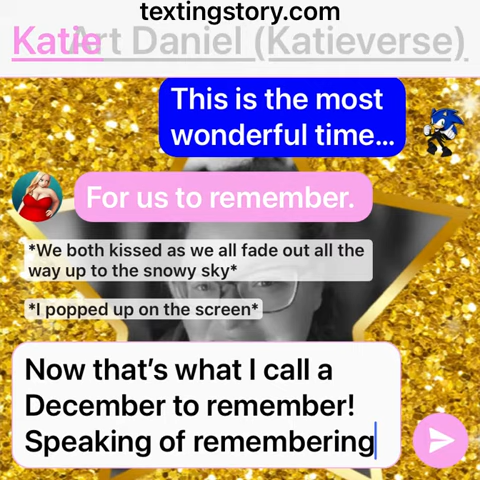 textingstory.com
Katie
Art Daniel (Katieverse)
This is the most
wonderful time...
For us to remember.
*We both kissed as we all fade out all the
way up to the snowy sky*
*I popped up on the screen*
Now that’s what I call a
December to remember!
Speaking of remembering